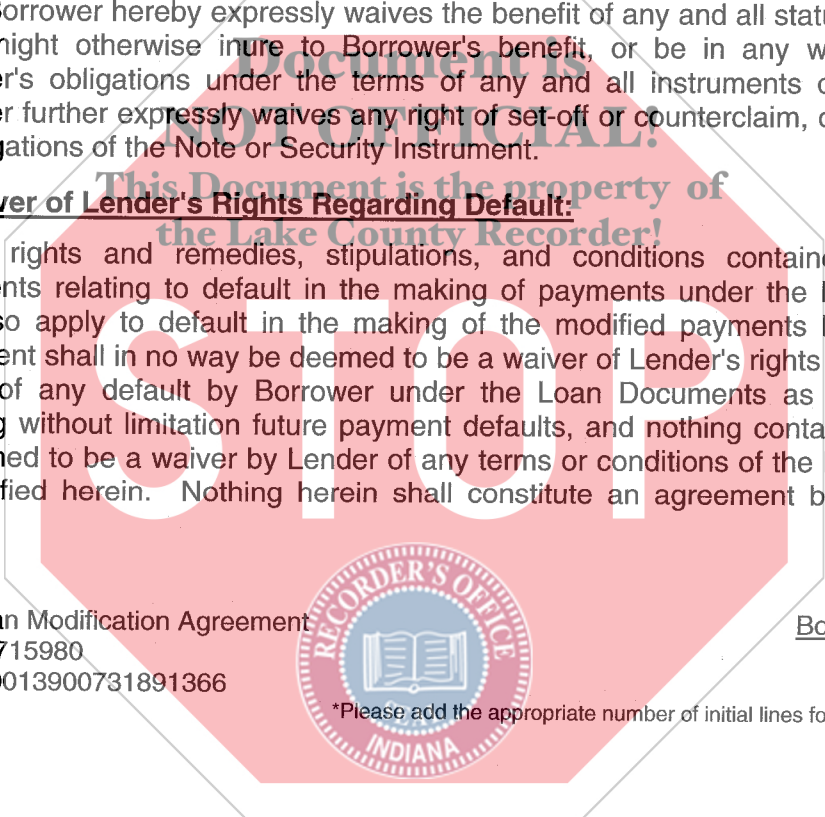 orrower hereby expressly waives the benefit of any and all statu
night otherwise inure to Borrower's benefit, or be in any w
er's obligations under the terms of any and all instruments
r further expressly waives any right of set-off or counterclaim,
gations of the Note or Security Instrument.
ver of Lender's Rights Regarding Default:
rights and remedies, stipulations, and conditions containe
ents relating to default in the making of payments under the
so apply to default in the making of the modified payments
ent shall in no way be deemed to be a waiver of Lender's rights
of any default by Borrower under the Loan Documents as
g without limitation future payment defaults, and nothing conta
ned to be a waiver by Lender of any terms or conditions of the
fied herein. Nothing herein shall constitute an agreement b
Document is
NOT OFFICIAL!
This Document is the property of
the Lake County Recorder!
STOP
RECORDER'S OFFICE
SEAL
INDIANA
an Modification Agreement
715980
0013900731891366
Bo
*Please add the appropriate number of initial lines fo